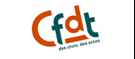 Cfdt
des choix, des actes